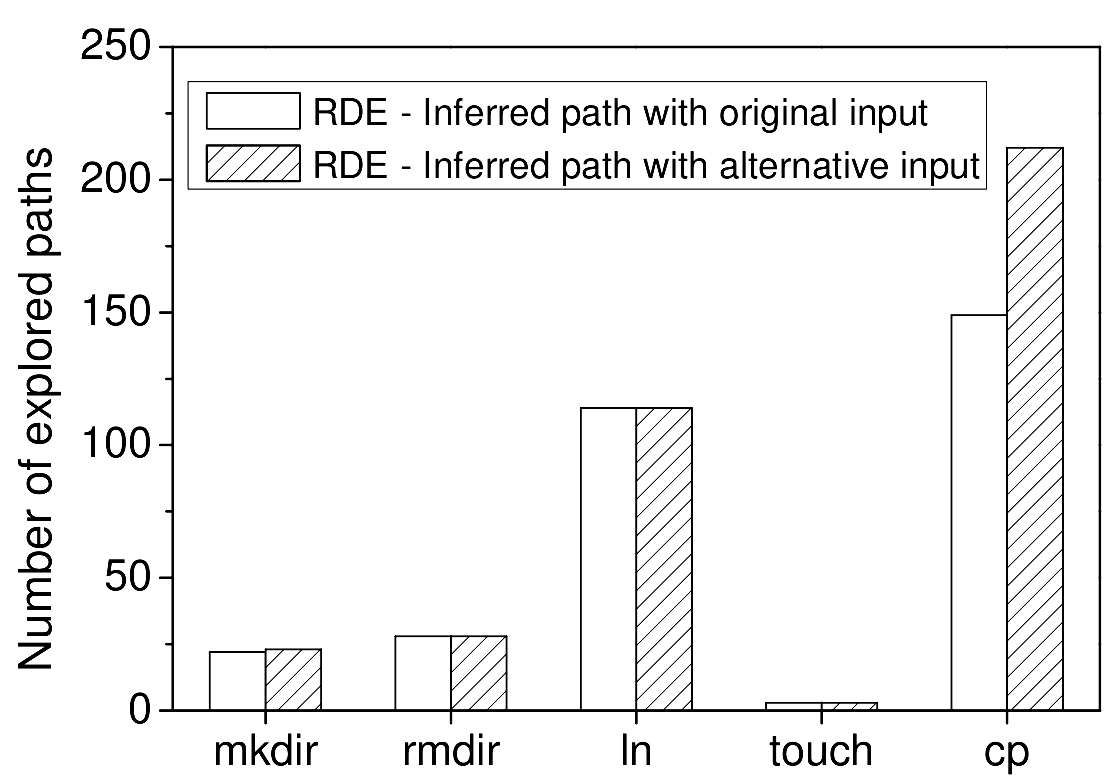 250
200
150
100
50
0
Number of explored paths
RDE - Inferred path with original input
RDE - Inferred path with alternative input
mkdir rmdir ln touch cp